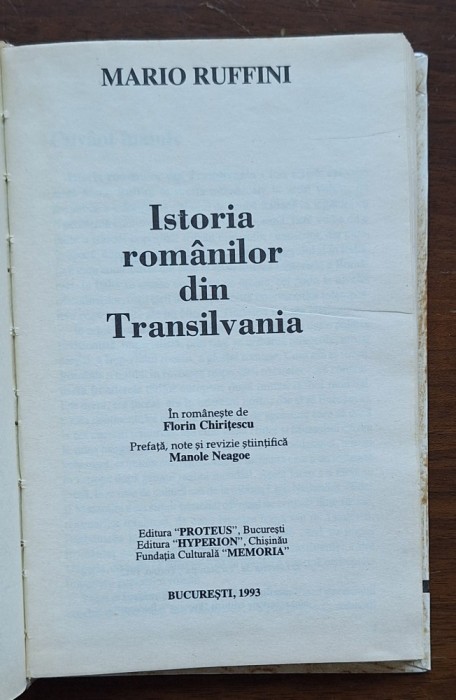 MARIO RUFFINI
Istoria
românilor
din
Transilvania
În românește de
Florin Chirițescu
Prefață, note și revizie științifică
Manole Neagoe
Editura "PROTEUS", București
Editura "HYPERION", Chișinău
Fundația Culturală "MEMORIA"
BUCUREȘTI, 1993